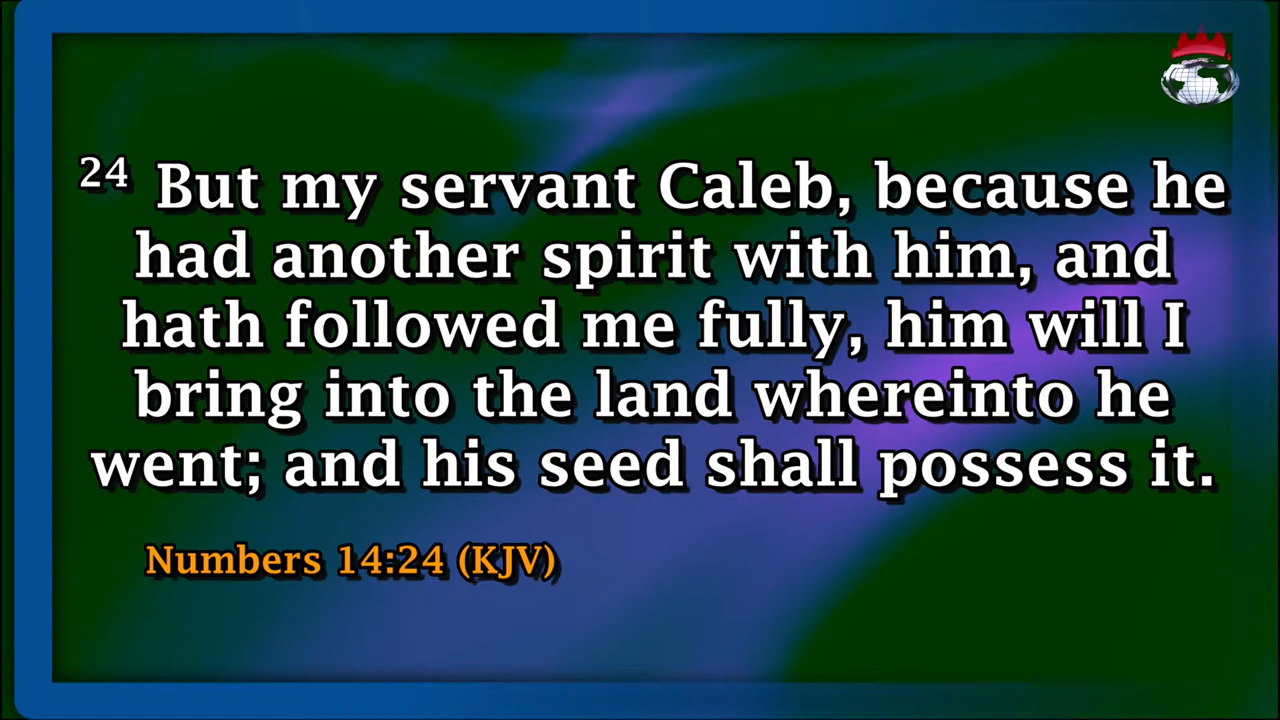 24 But my servant Caleb, because he
had another spirit with him, and
hath followed me fully, him will I
bring into the land whereinto he
went; and his seed shall possess it.
Numbers 14:24 (KJV)